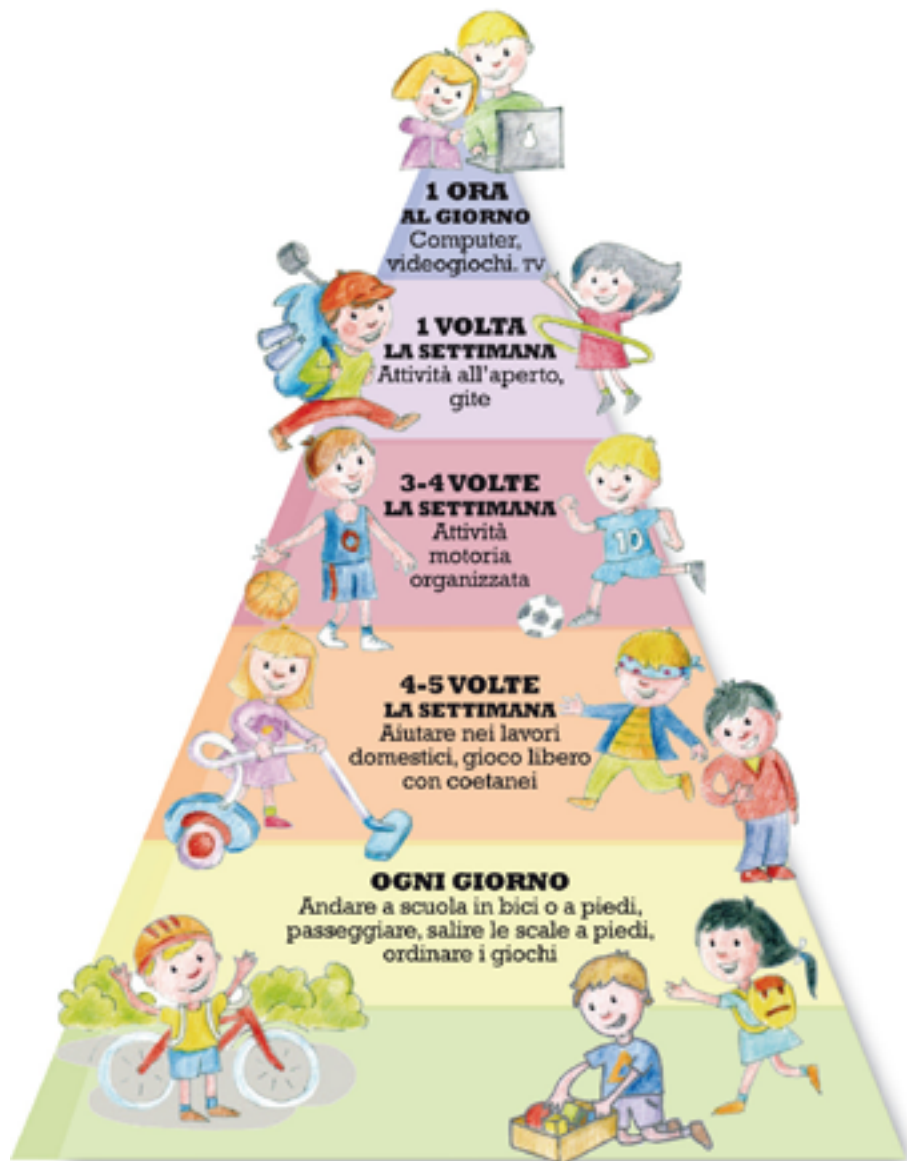 1 ORA
AL GIORNO
Computer,
videogiochi. TV
1 VOLTA
LA SETTIMANA
Attività all'aperto,
gite
3-4 VOLTE
LA SETTIMANA
Attività
motoria
organizzata
4-5 VOLTE
LA SETTIMANA
Aiutare nei lavori
domestici, gioco libero
con coetanei
OGNI GIORNO
Andare a scuola in bici o a piedi,
passeggiare, salire le scale a piedi,
ordinare i giochi
10